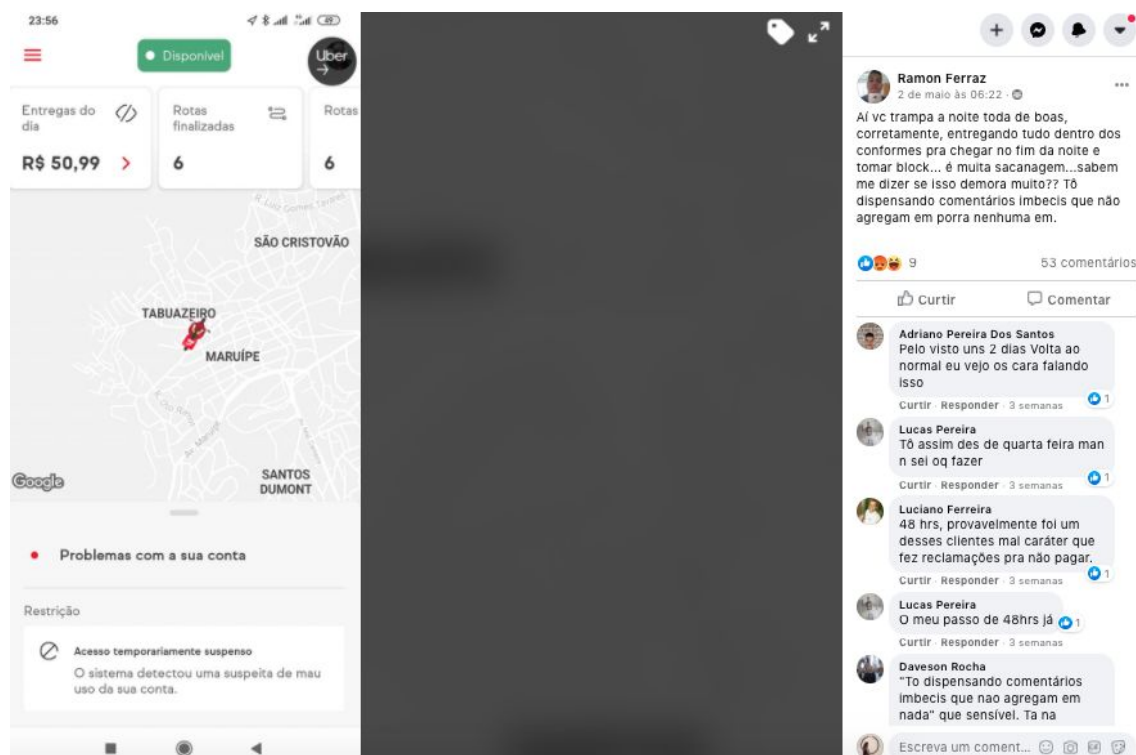 23:56
49
Disponível
Uber
→
Entregas do dia
R$ 50,99
Rotas finalizadas
6
Rotas
6
R. Luiz Gomes Tavares
SÃO CRISTOVÃO
TABUAZEIRO
MARUÍPE
Av. Maruípe
SANTOS
DUMONT
Google
Problemas com a sua conta
Restrição
Acesso temporariamente suspenso
O sistema detectou uma suspeita de mau
uso da sua conta.
Ramon Ferraz
2 de maio às 06:22 ·
Aí vc trampa a noite toda de boas,
corretamente, entregando tudo dentro dos
conformes pra chegar no fim da noite e
tomar block... é muita sacanagem...sabem
me dizer se isso demora muito?? Tô
dispensando comentários imbecis que não
agregam em porra nenhuma em.
9
53 comentários
Curtir
Comentar
Adriano Pereira Dos Santos
Pelo visto uns 2 dias Volta ao
normal eu vejo os cara falando
isso
1
Curtir · Responder · 3 semanas
Lucas Pereira
Tô assim des de quarta feira man
n sei oq fazer
1
Curtir · Responder · 3 semanas
Luciano Ferreira
48 hrs, provavelmente foi um
desses clientes mal caráter que
fez reclamações pra não pagar.
1
Curtir · Responder · 3 semanas
Lucas Pereira
O meu passo de 48hrs já
1
Curtir · Responder · 3 semanas
Daveson Rocha
"To dispensando comentários
imbecis que nao agregam em
nada" que sensível. Ta na
Escreva um coment...